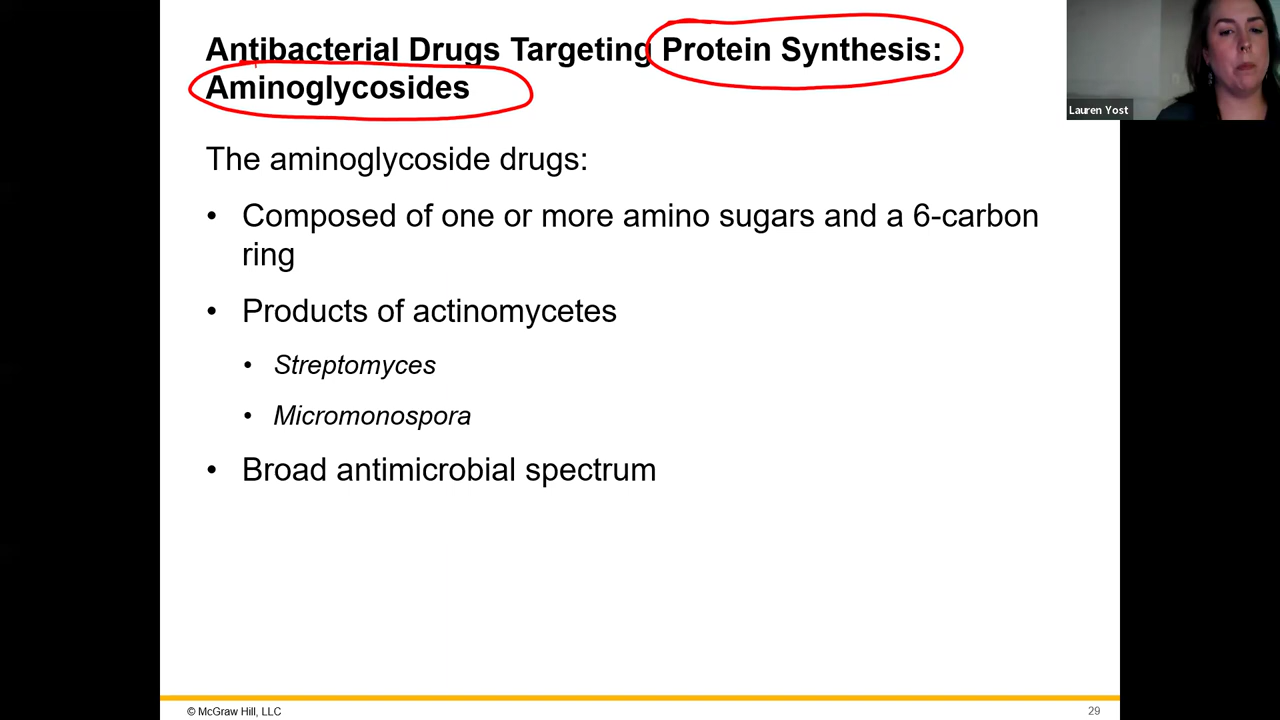 Antibacterial Drugs Targeting Protein Synthesis:
Aminoglycosides
Lauren Yost
The aminoglycoside drugs:
• Composed of one or more amino sugars and a 6-carbon
ring
• Products of actinomycetes
• Streptomyces
• Micromonospora
• Broad antimicrobial spectrum
© McGraw Hill, LLC
29